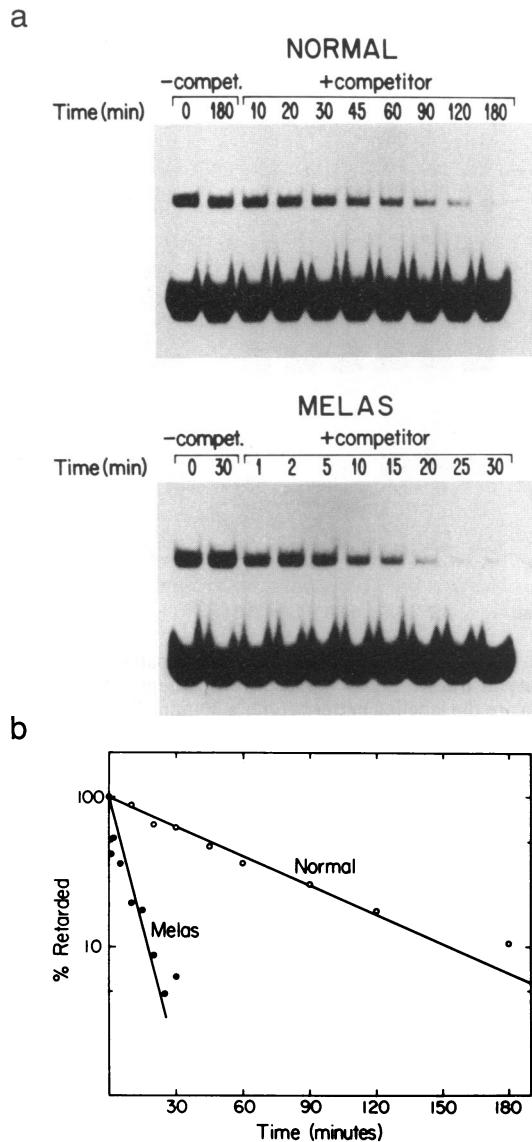 a
NORMAL
-compet. +competitor
Time(min) 0 180 10 20 30 45 60 90 120 180
MELAS
-compet. +competitor
Time(min) 0 30 1 2 5 10 15 20 25 30
b
100
10
% Retarded
Normal
Melas
30 60 90 120 150 180
Time (minutes)